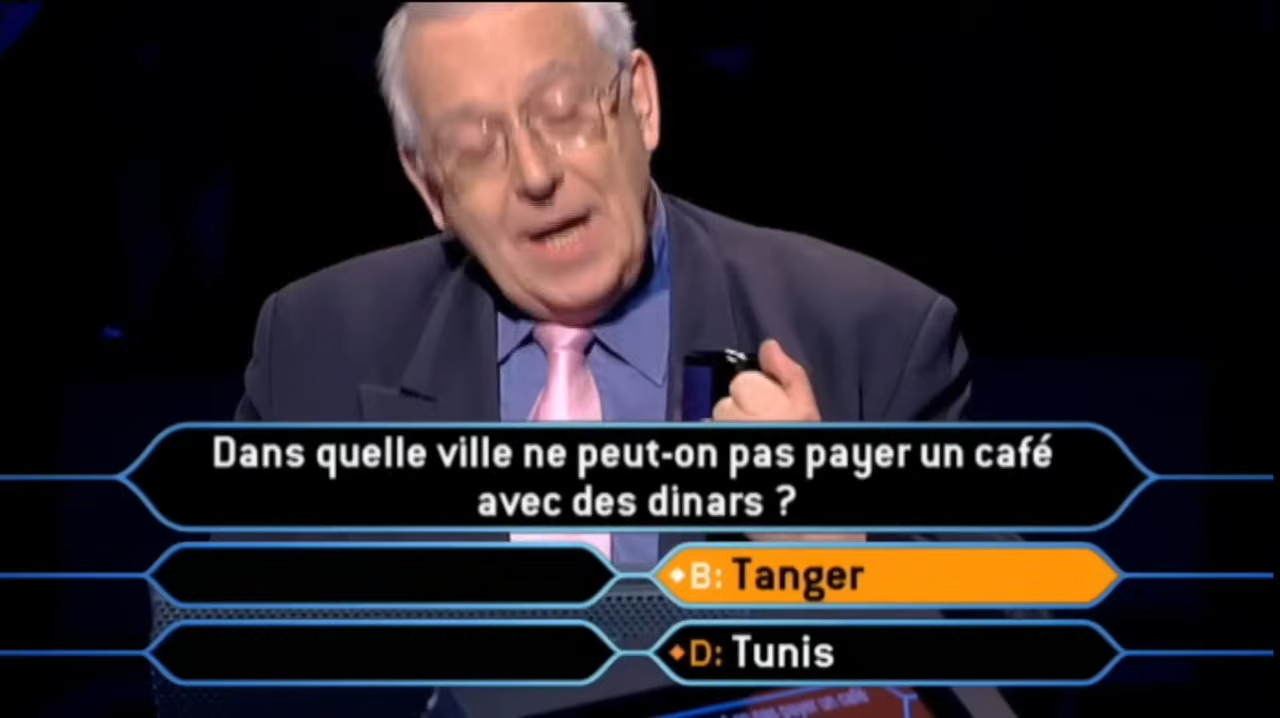 Dans quelle ville ne peut-on pas payer un café
avec des dinars ?
B: Tanger
D: Tunis